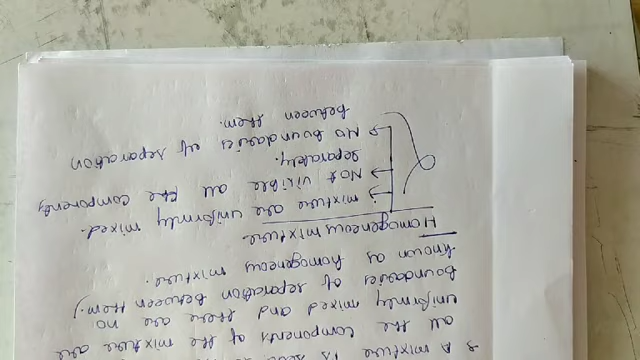 A mixture is
all the components of the mixture are
uniformly mixed and there are no
boundaries of separation between them)
known as homogeneous mixture.
Homogeneous mixture.
mixture are uniformly mixed.
Not visible all the components
separately.
No boundaries of separation
between them.